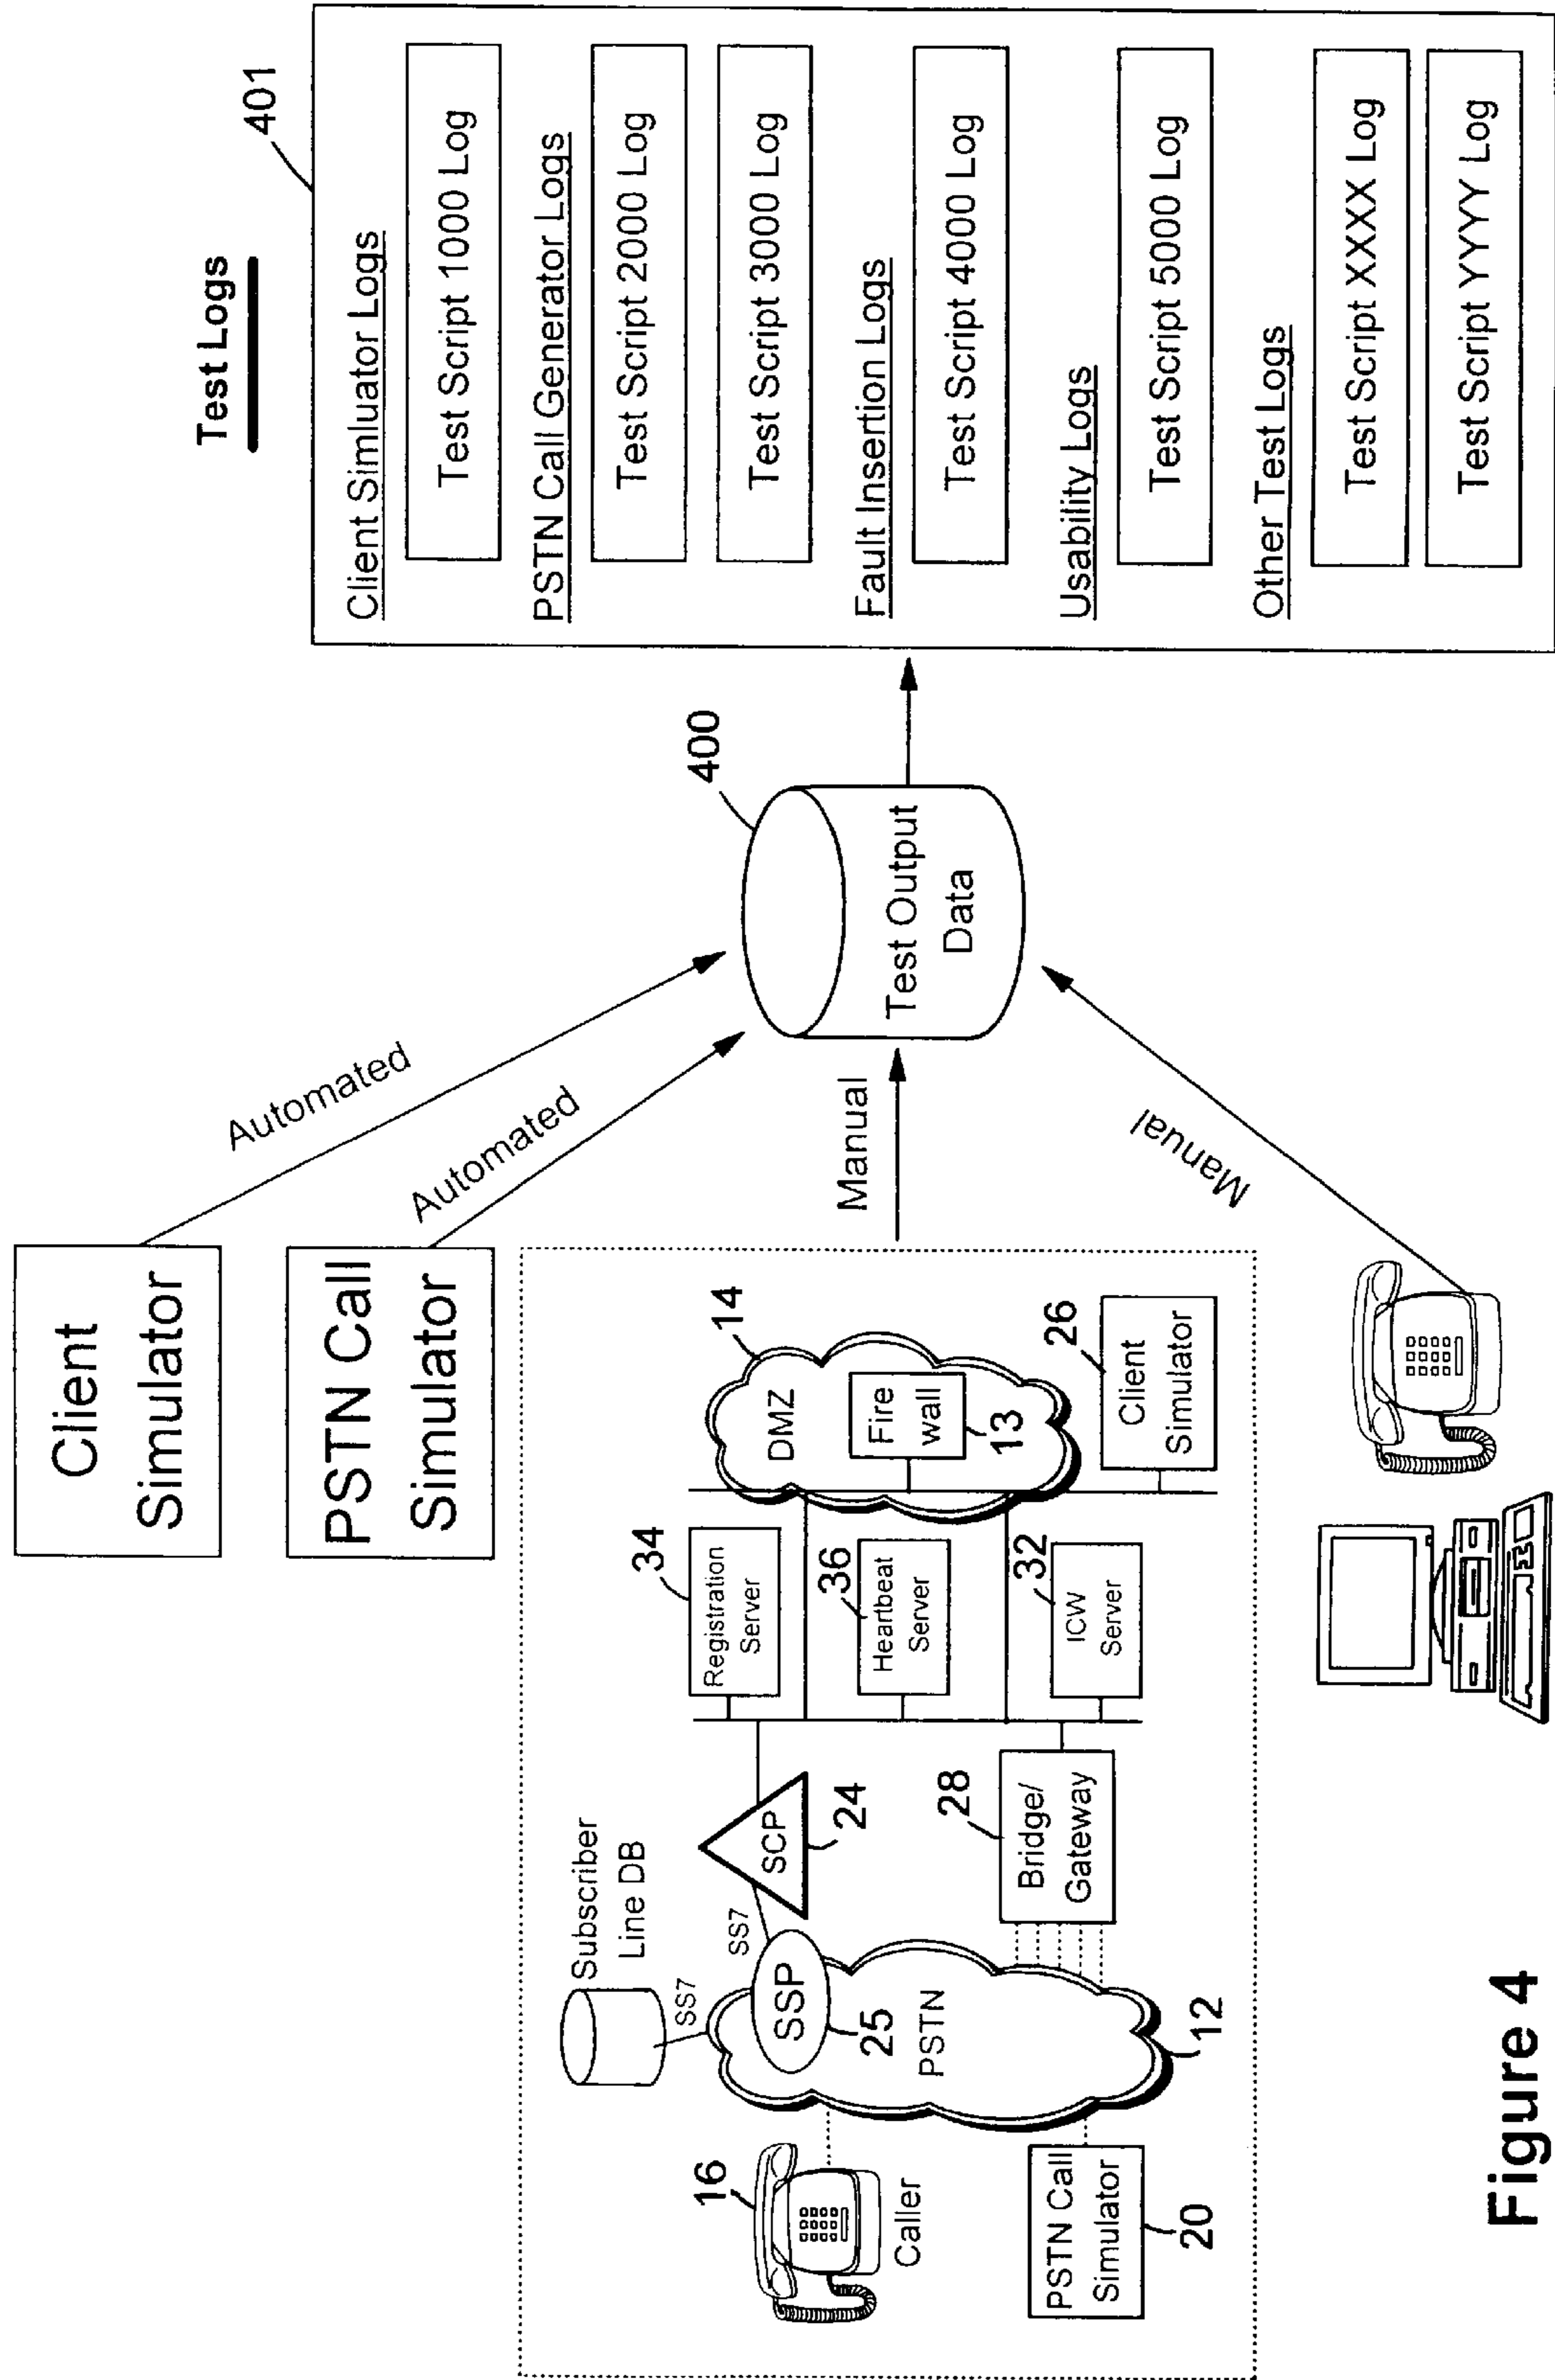 Test Logs
401
Client Simluator Logs
Test Script 1000 Log
PSTN Call Generator Logs
Test Script 2000 Log
Test Script 3000 Log
Fault Insertion Logs
Test Script 4000 Log
Usability Logs
Test Script 5000 Log
Other Test Logs
Test Script XXXX Log
Test Script YYYY Log
Client
Simulator
PSTN Call
Simulator
Automated
Automated
Manual
Manual
400
Test Output
Data
Subscriber
Line DB
SS7
SS7
SCP
24
SSP
25
PSTN
12
16
Caller
PSTN Call
Simulator
20
28
Bridge/
Gateway
34
Registration
Server
36
Heartbeat
Server
32
ICW
Server
14
DMZ
Fire
wall
13
26
Client
Simulator
Figure 4